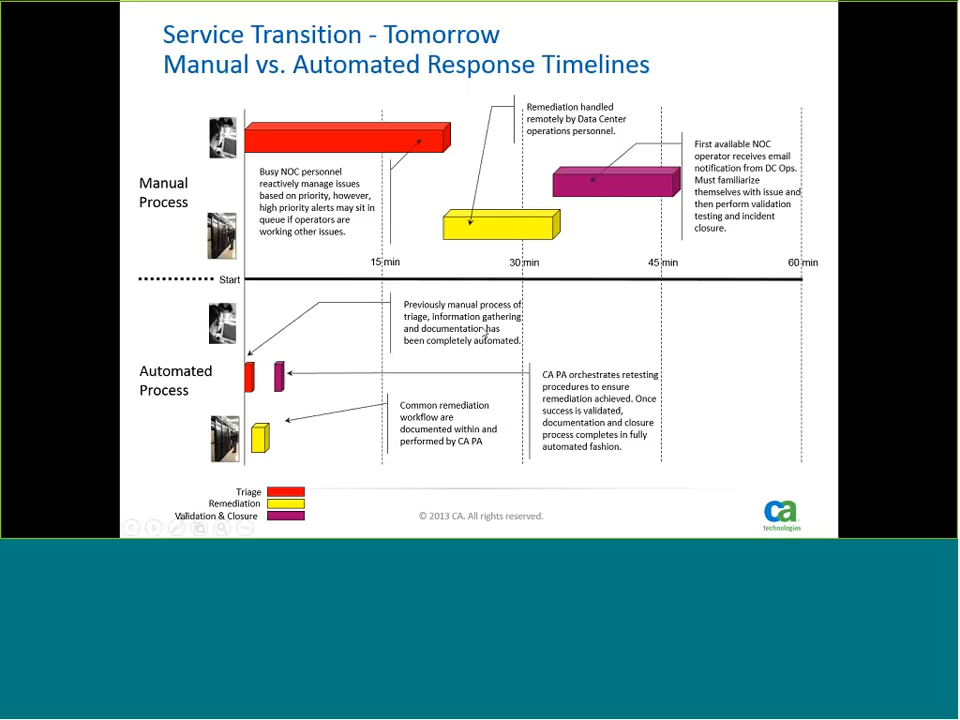 Service Transition - Tomorrow
Manual vs. Automated Response Timelines
Remediation handled
remotely by Data Center
operations personnel.
First available NOC
operator receives email
notification from DC Ops.
Must familiarize
themselves with issue and
then perform validation
testing and incident
closure.
Busy NOC personnel
reactively manage issues
based on priority, however,
high priority alerts may sit in
queue if operators are
working other issues.
Manual
Process
15 min
30 min
45 min
60 min
Start
Previously manual process of
triage, information gathering
and documentation has
been completely automated.
Automated
Process
CA PA orchestrates retesting
procedures to ensure
remediation achieved. Once
success is validated,
documentation and closure
process completes in fully
automated fashion.
Common remediation
workflow are
documented within and
performed by CA PA
Triage
Remediation
Validation & Closure
© 2013 CA. All rights reserved.
ca
technologies